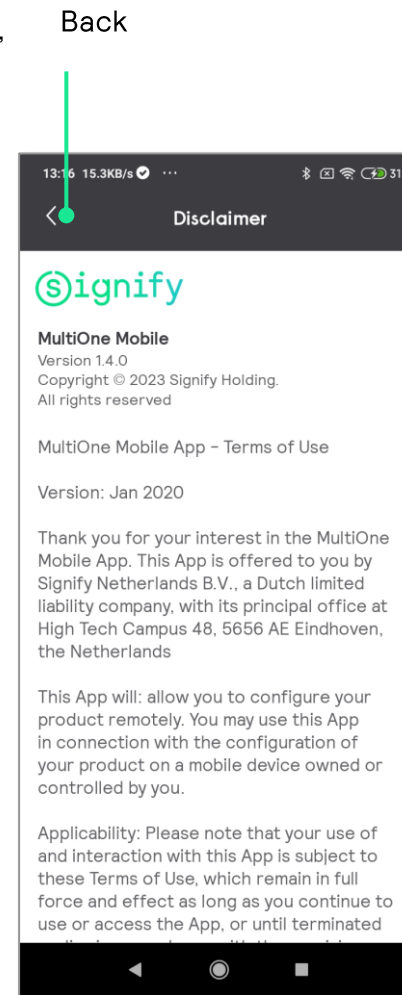 Back
,
13:16 15.3KB/s ··· 31
Disclaimer
signify
MultiOne Mobile
Version 1.4.0
Copyright © 2023 Signify Holding.
All rights reserved
MultiOne Mobile App – Terms of Use
Version: Jan 2020
Thank you for your interest in the MultiOne
Mobile App. This App is offered to you by
Signify Netherlands B.V., a Dutch limited
liability company, with its principal office at
High Tech Campus 48, 5656 AE Eindhoven,
the Netherlands
This App will: allow you to configure your
product remotely. You may use this App
in connection with the configuration of
your product on a mobile device owned or
controlled by you.
Applicability: Please note that your use of
and interaction with this App is subject to
these Terms of Use, which remain in full
force and effect as long as you continue to
use or access the App, or until terminated